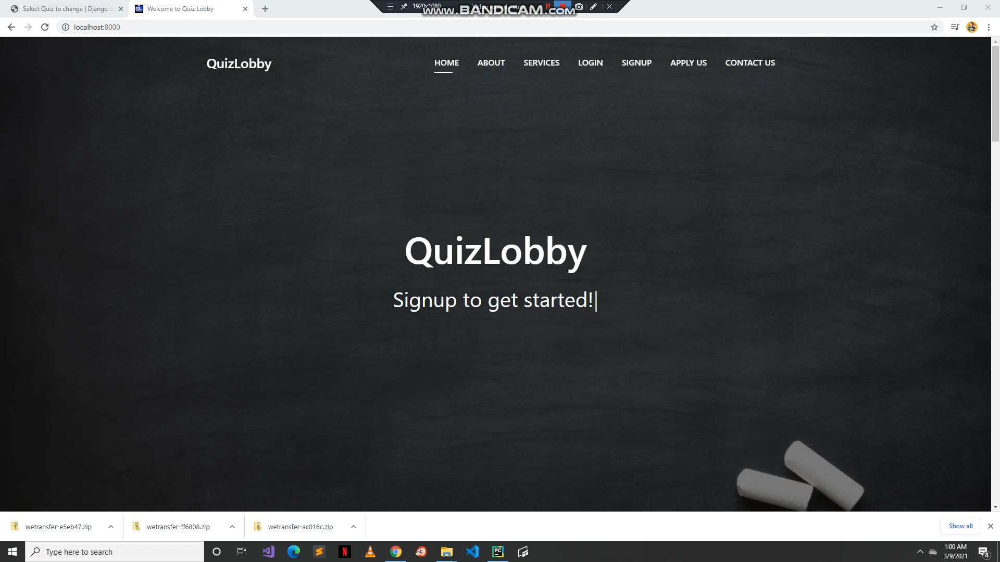 Select Quiz to change | Django s
Welcome to Quiz Lobby
1920x1080
www.BANDICAM.com
localhost:8000
QuizLobby
HOME
ABOUT
SERVICES
LOGIN
SIGNUP
APPLY US
CONTACT US
QuizLobby
Signup to get started!
wetransfer-e5eb47.zip
wetransfer-ff6808.zip
wetransfer-ac016c.zip
Show all
Type here to search
N
PC
1:00 AM
3/9/2021
4